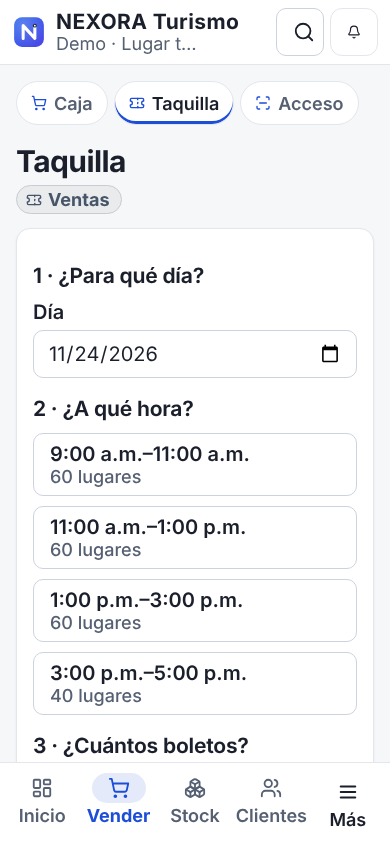 NEXORA Turismo
Demo · Lugar t...
Caja
Taquilla
Acceso
Taquilla
Ventas
1 · ¿Para qué día?
Día
11/24/2026
2 · ¿A qué hora?
9:00 a.m.–11:00 a.m.
60 lugares
11:00 a.m.–1:00 p.m.
60 lugares
1:00 p.m.–3:00 p.m.
60 lugares
3:00 p.m.–5:00 p.m.
40 lugares
3 · ¿Cuántos boletos?
Inicio
Vender
Stock
Clientes
Más